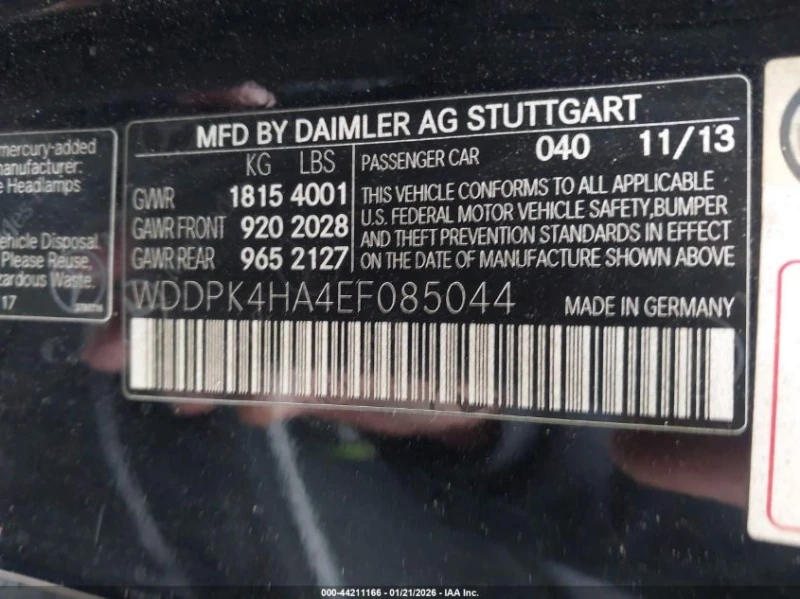 MFD BY DAIMLER AG STUTTGART
KG LBS
GVWR 1815 4001
GAWR FRONT 920 2028
GAWR REAR 965 2127
PASSENGER CAR 040 11/13
THIS VEHICLE CONFORMS TO ALL APPLICABLE
U.S. FEDERAL MOTOR VEHICLE SAFETY,BUMPER
AND THEFT PREVENTION STANDARDS IN EFFECT
ON THE DATE OF MANUFACTURE SHOWN ABOVE
WDDPK4HA4EF085044
MADE IN GERMANY
mercury-added
manufacturer:
e Headlamps
ehicle Disposal
Please Reuse,
azardous Waste.
17
000-44211166 - 01/21/2026 - IAA Inc.